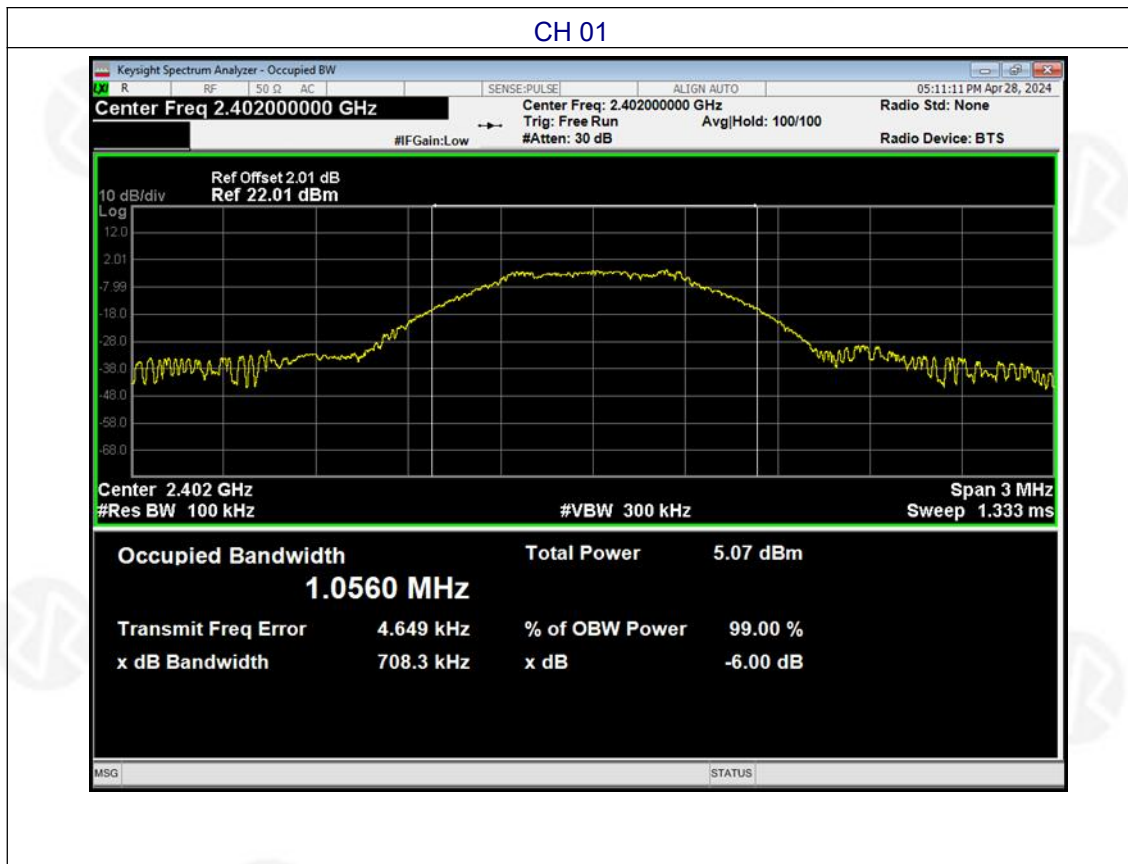 CH 01
Keysight Spectrum Analyzer - Occupied BW
LXI R RF 50 Ω AC SENSE:PULSE ALIGN AUTO 05:11:11 PM Apr 28, 2024
Center Freq 2.402000000 GHz
Center Freq: 2.402000000 GHz
Radio Std: None
Trig: Free Run Avg|Hold: 100/100
#IFGain:Low #Atten: 30 dB Radio Device: BTS
Ref Offset 2.01 dB
10 dB/div Ref 22.01 dBm
Log
12.0
2.01
-7.99
-18.0
-28.0
-38.0
-48.0
-58.0
-68.0
Center 2.402 GHz Span 3 MHz
#Res BW 100 kHz #VBW 300 kHz Sweep 1.333 ms
Occupied Bandwidth Total Power 5.07 dBm
1.0560 MHz
Transmit Freq Error 4.649 kHz % of OBW Power 99.00 %
x dB Bandwidth 708.3 kHz x dB -6.00 dB
MSG STATUS